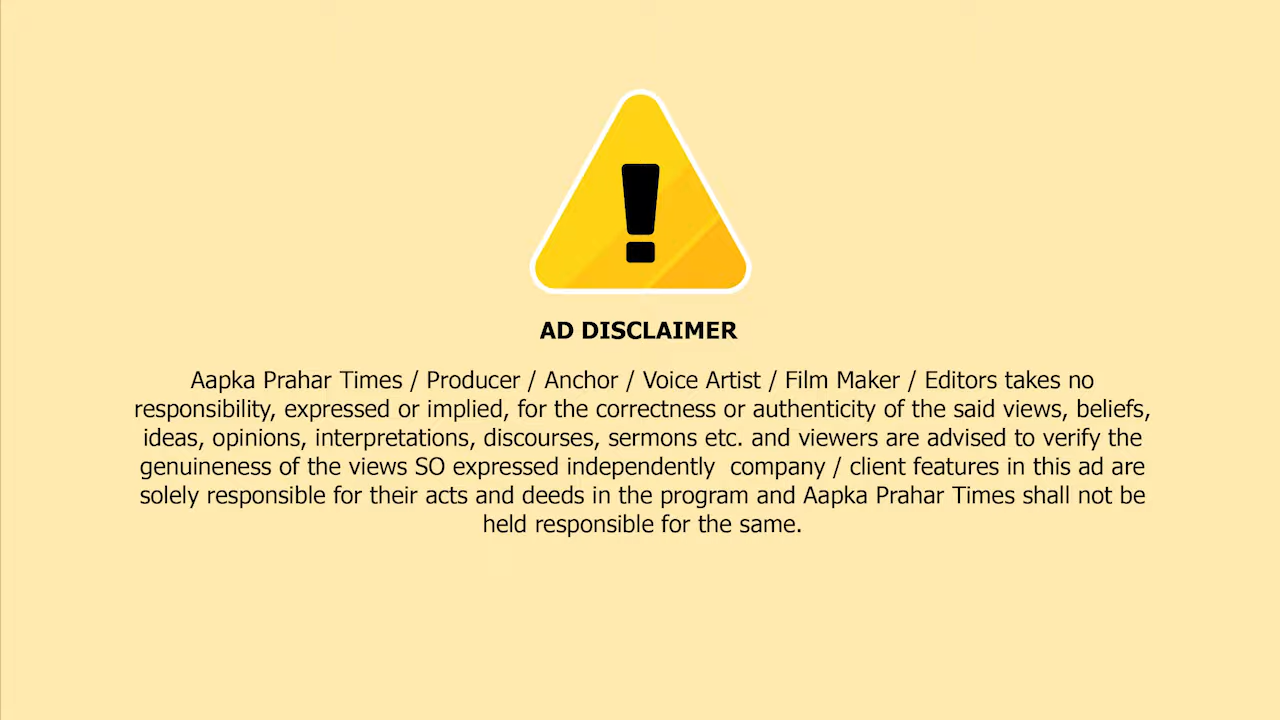 AD DISCLAIMER
Aapka Prahar Times / Producer / Anchor / Voice Artist / Film Maker / Editors takes no
responsibility, expressed or implied, for the correctness or authenticity of the said views, beliefs,
ideas, opinions, interpretations, discourses, sermons etc. and viewers are advised to verify the
genuineness of the views SO expressed independently  company / client features in this ad are
solely responsible for their acts and deeds in the program and Aapka Prahar Times shall not be
held responsible for the same.